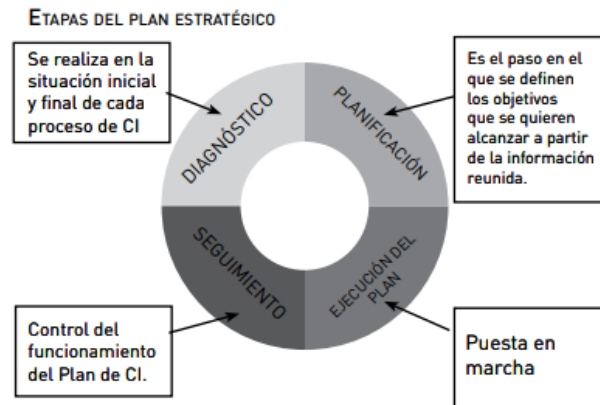 ETAPAS DEL PLAN ESTRATÉGICO
Se realiza en la
situación inicial
y final de cada
proceso de CI
Es el paso en el
que se definen
los objetivos
que se quieren
alcanzar a partir
de la información
reunida.
DIAGNÓSTICO
PLANIFICACIÓN
SEGUIMIENTO
EJECUCIÓN DEL
PLAN
Control del
funcionamiento
del Plan de CI.
Puesta en
marcha